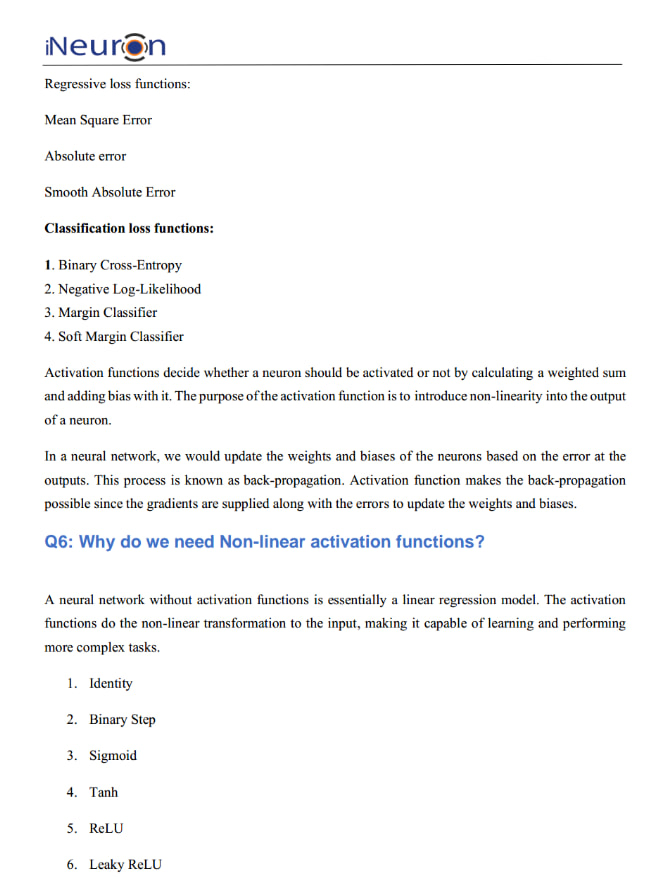 iNeuron
Regressive loss functions:
Mean Square Error
Absolute error
Smooth Absolute Error
Classification loss functions:
1. Binary Cross-Entropy
2. Negative Log-Likelihood
3. Margin Classifier
4. Soft Margin Classifier
Activation functions decide whether a neuron should be activated or not by calculating a weighted sum
and adding bias with it. The purpose of the activation function is to introduce non-linearity into the output
of a neuron.
In a neural network, we would update the weights and biases of the neurons based on the error at the
outputs. This process is known as back-propagation. Activation function makes the back-propagation
possible since the gradients are supplied along with the errors to update the weights and biases.
Q6: Why do we need Non-linear activation functions?
A neural network without activation functions is essentially a linear regression model. The activation
functions do the non-linear transformation to the input, making it capable of learning and performing
more complex tasks.
1. Identity
2. Binary Step
3. Sigmoid
4. Tanh
5. ReLU
6. Leaky ReLU